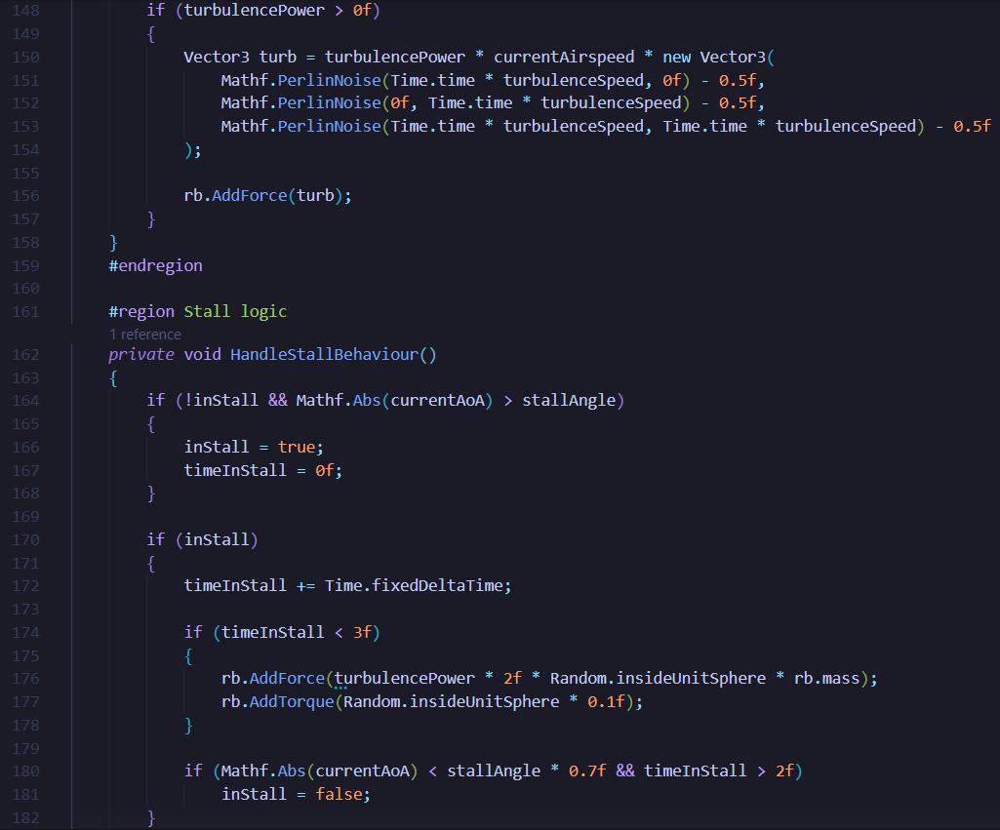 148 if (turbulencePower > 0f)
149 {
150 Vector3 turb = turbulencePower * currentAirspeed * new Vector3(
151 Mathf.PerlinNoise(Time.time * turbulenceSpeed, 0f) - 0.5f,
152 Mathf.PerlinNoise(0f, Time.time * turbulenceSpeed) - 0.5f,
153 Mathf.PerlinNoise(Time.time * turbulenceSpeed, Time.time * turbulenceSpeed) - 0.5f
154 );
155
156 rb.AddForce(turb);
157 }
158 }
159 #endregion
160
161 #region Stall logic
1 reference
162 private void HandleStallBehaviour()
163 {
164 if (!inStall && Mathf.Abs(currentAoA) > stallAngle)
165 {
166 inStall = true;
167 timeInStall = 0f;
168 }
169
170 if (inStall)
171 {
172 timeInStall += Time.fixedDeltaTime;
173
174 if (timeInStall < 3f)
175 {
176 rb.AddForce(turbulencePower * 2f * Random.insideUnitSphere * rb.mass);
177 rb.AddTorque(Random.insideUnitSphere * 0.1f);
178 }
179
180 if (Mathf.Abs(currentAoA) < stallAngle * 0.7f && timeInStall > 2f)
181 inStall = false;
182 }